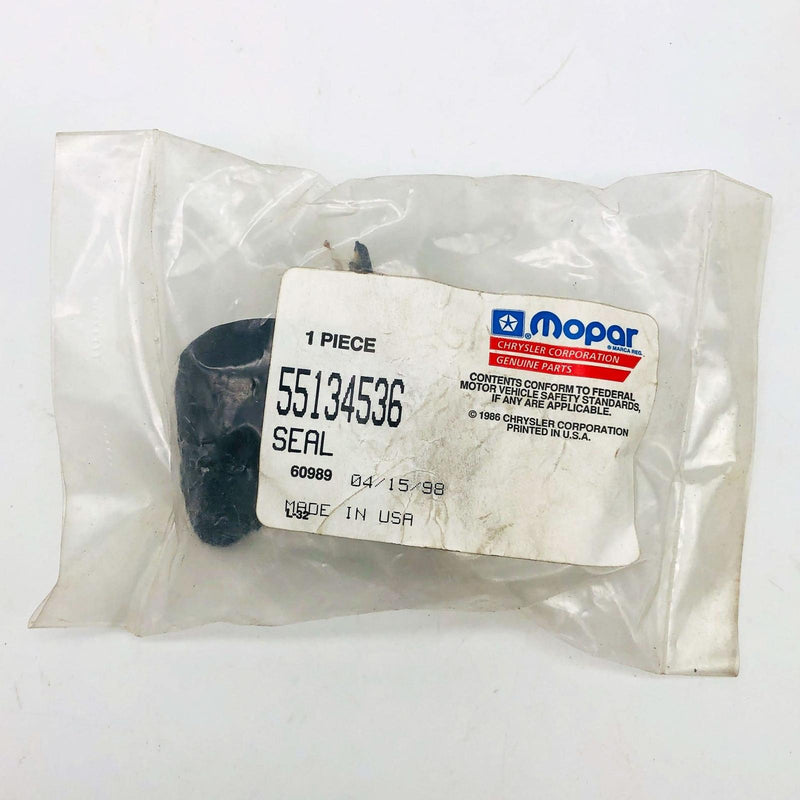 1 PIECE
55134536
SEAL
60989 04/15/98
MADE IN USA
L-32
Mopar
® MARCA REG.
CHRYSLER CORPORATION
GENUINE PARTS
CONTENTS CONFORM TO FEDERAL
MOTOR VEHICLE SAFETY STANDARDS,
IF ANY ARE APPLICABLE.
© 1986 CHRYSLER CORPORATION
PRINTED IN U.S.A.